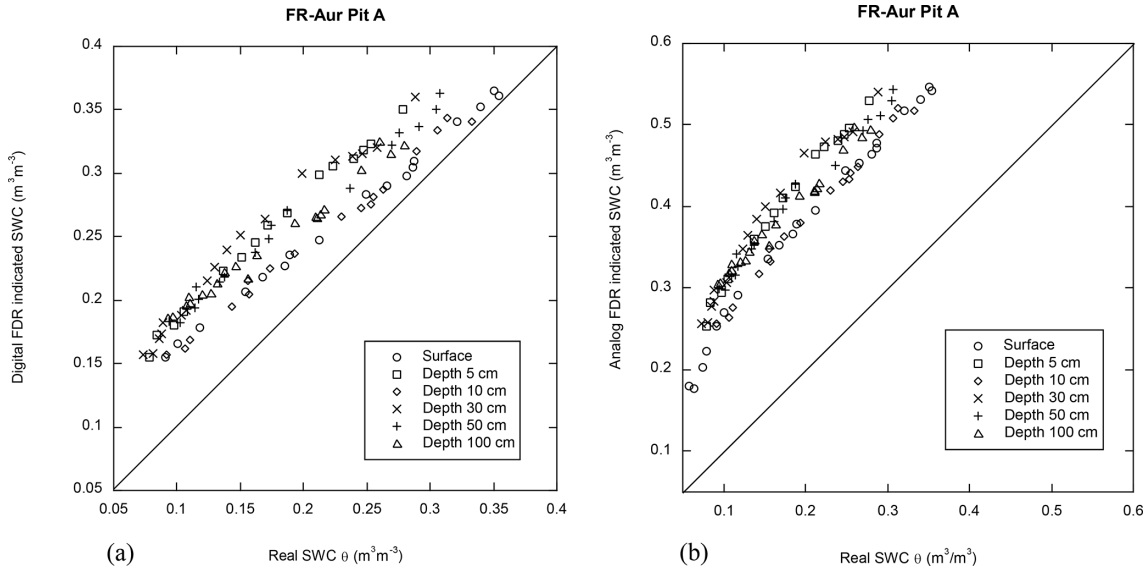 FR-Aur Pit A
0.4
0.35
0.3
0.25
0.2
0.15
0.1
0.05
Digital FDR indicated SWC (m³m⁻³)
Surface
Depth 5 cm
Depth 10 cm
Depth 30 cm
Depth 50 cm
Depth 100 cm
0.05 0.1 0.15 0.2 0.25 0.3 0.35 0.4
(a)
Real SWC θ (m³m⁻³)
FR-Aur Pit A
0.6
0.5
0.4
0.3
0.2
0.1
Analog FDR indicated SWC (m³m⁻³)
Surface
Depth 5 cm
Depth 10 cm
Depth 30 cm
Depth 50 cm
Depth 100 cm
0.1 0.2 0.3 0.4 0.5 0.6
(b)
Real SWC θ (m³/m³)